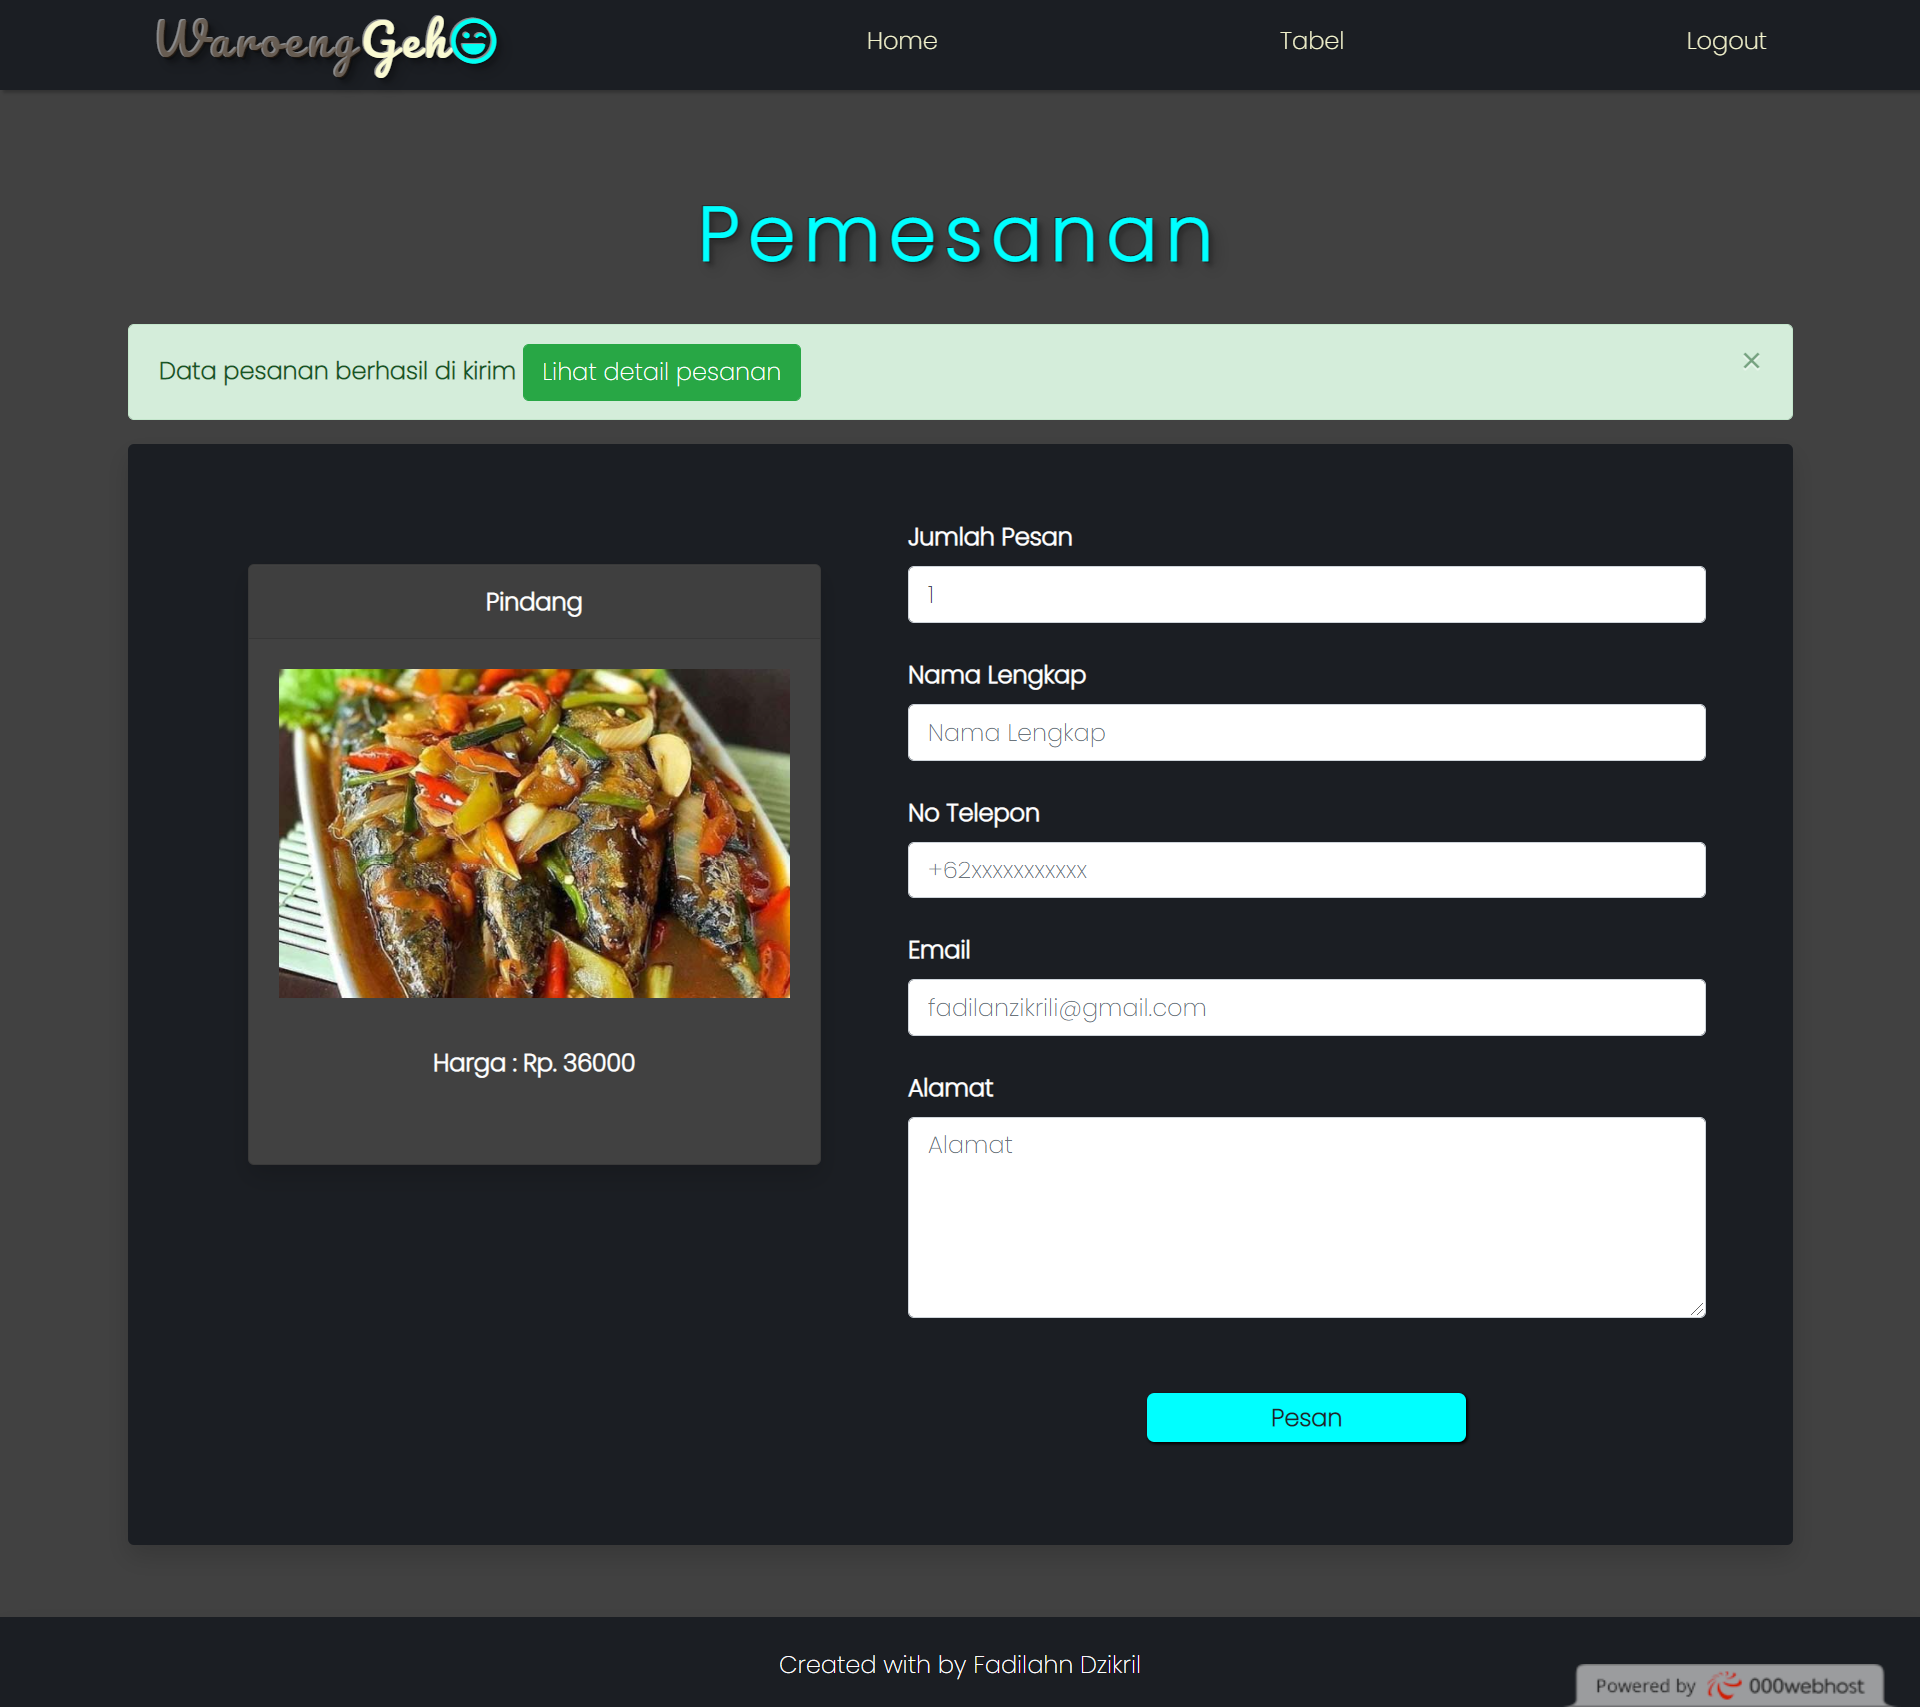 WaroengGeh
Home
Tabel
Logout
Pemesanan
Data pesanan berhasil di kirim
Lihat detail pesanan
×
Pindang
Harga : Rp. 36000
Jumlah Pesan
1
Nama Lengkap
Nama Lengkap
No Telepon
+62xxxxxxxxxxx
Email
fadilanzikrili@gmail.com
Alamat
Alamat
Pesan
Created with by Fadilahn Dzikril
Powered by 000webhost